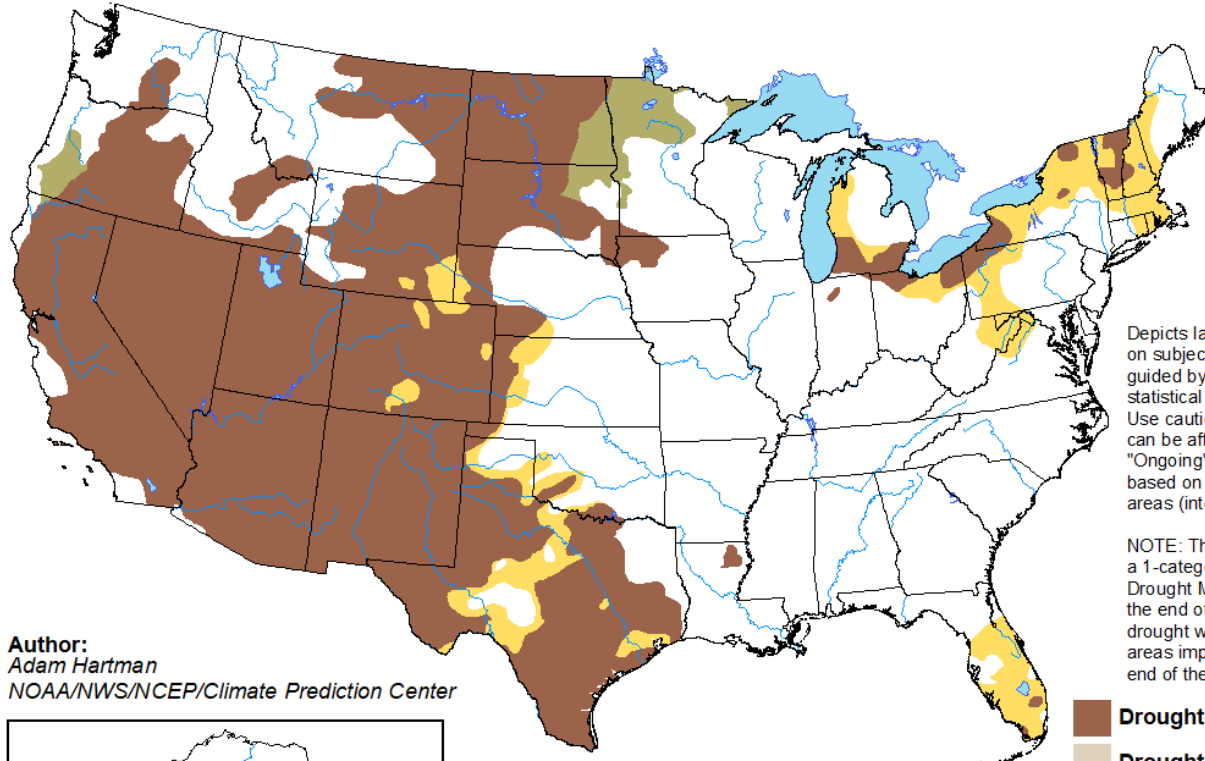 Depicts la
on subjec
guided by
statistical
Use cautio
can be aff
"Ongoing"
based on
areas (inte
NOTE: Th
a 1-catego
Drought M
the end of
drought w
areas imp
end of the
Author:
Adam Hartman
NOAA/NWS/NCEP/Climate Prediction Center
Drought
Drought